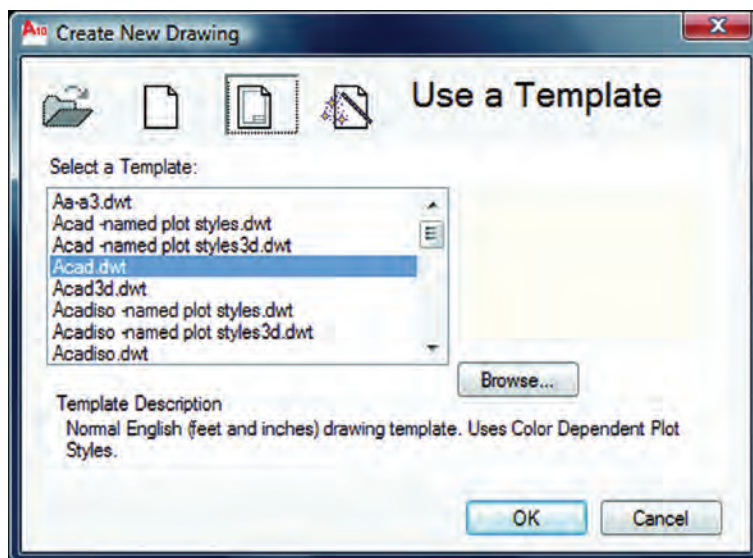 A10 Create New Drawing
Use a Template
Select a Template:
Aa-a3.dwt
Acad -named plot styles.dwt
Acad -named plot styles3d.dwt
Acad.dwt
Acad3d.dwt
Acadiso -named plot styles.dwt
Acadiso -named plot styles3d.dwt
Acadiso.dwt
Browse...
Template Description
Normal English (feet and inches) drawing template. Uses Color Dependent Plot
Styles.
OK Cancel